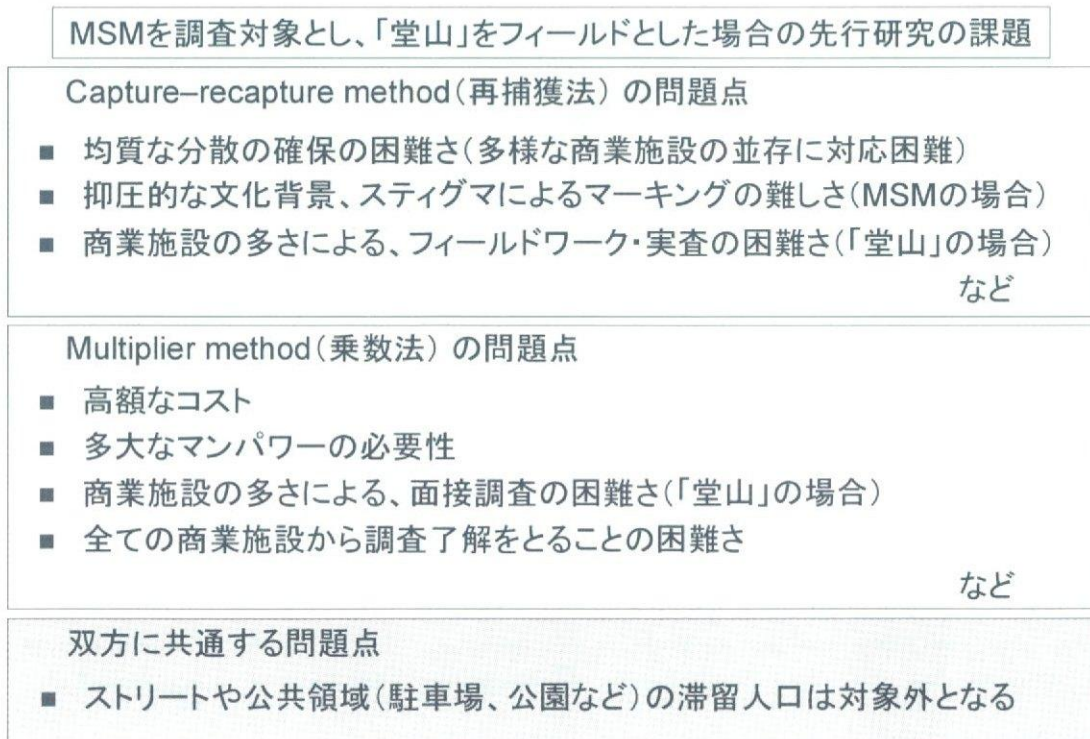 MSMを調査対象とし、「堂山」をフィールドとした場合の先行研究の課題
Capture–recapture method(再捕獲法) の問題点
■ 均質な分散の確保の困難さ(多様な商業施設の並存に対応困難)
■ 抑圧的な文化背景、スティグマによるマーキングの難しさ(MSMの場合)
■ 商業施設の多さによる、フィールドワーク・実査の困難さ(「堂山」の場合)
など
Multiplier method(乗数法) の問題点
■ 高額なコスト
■ 多大なマンパワーの必要性
■ 商業施設の多さによる、面接調査の困難さ(「堂山」の場合)
■ 全ての商業施設から調査了解をとることの困難さ
など
双方に共通する問題点
■ ストリートや公共領域(駐車場、公園など)の滞留人口は対象外となる